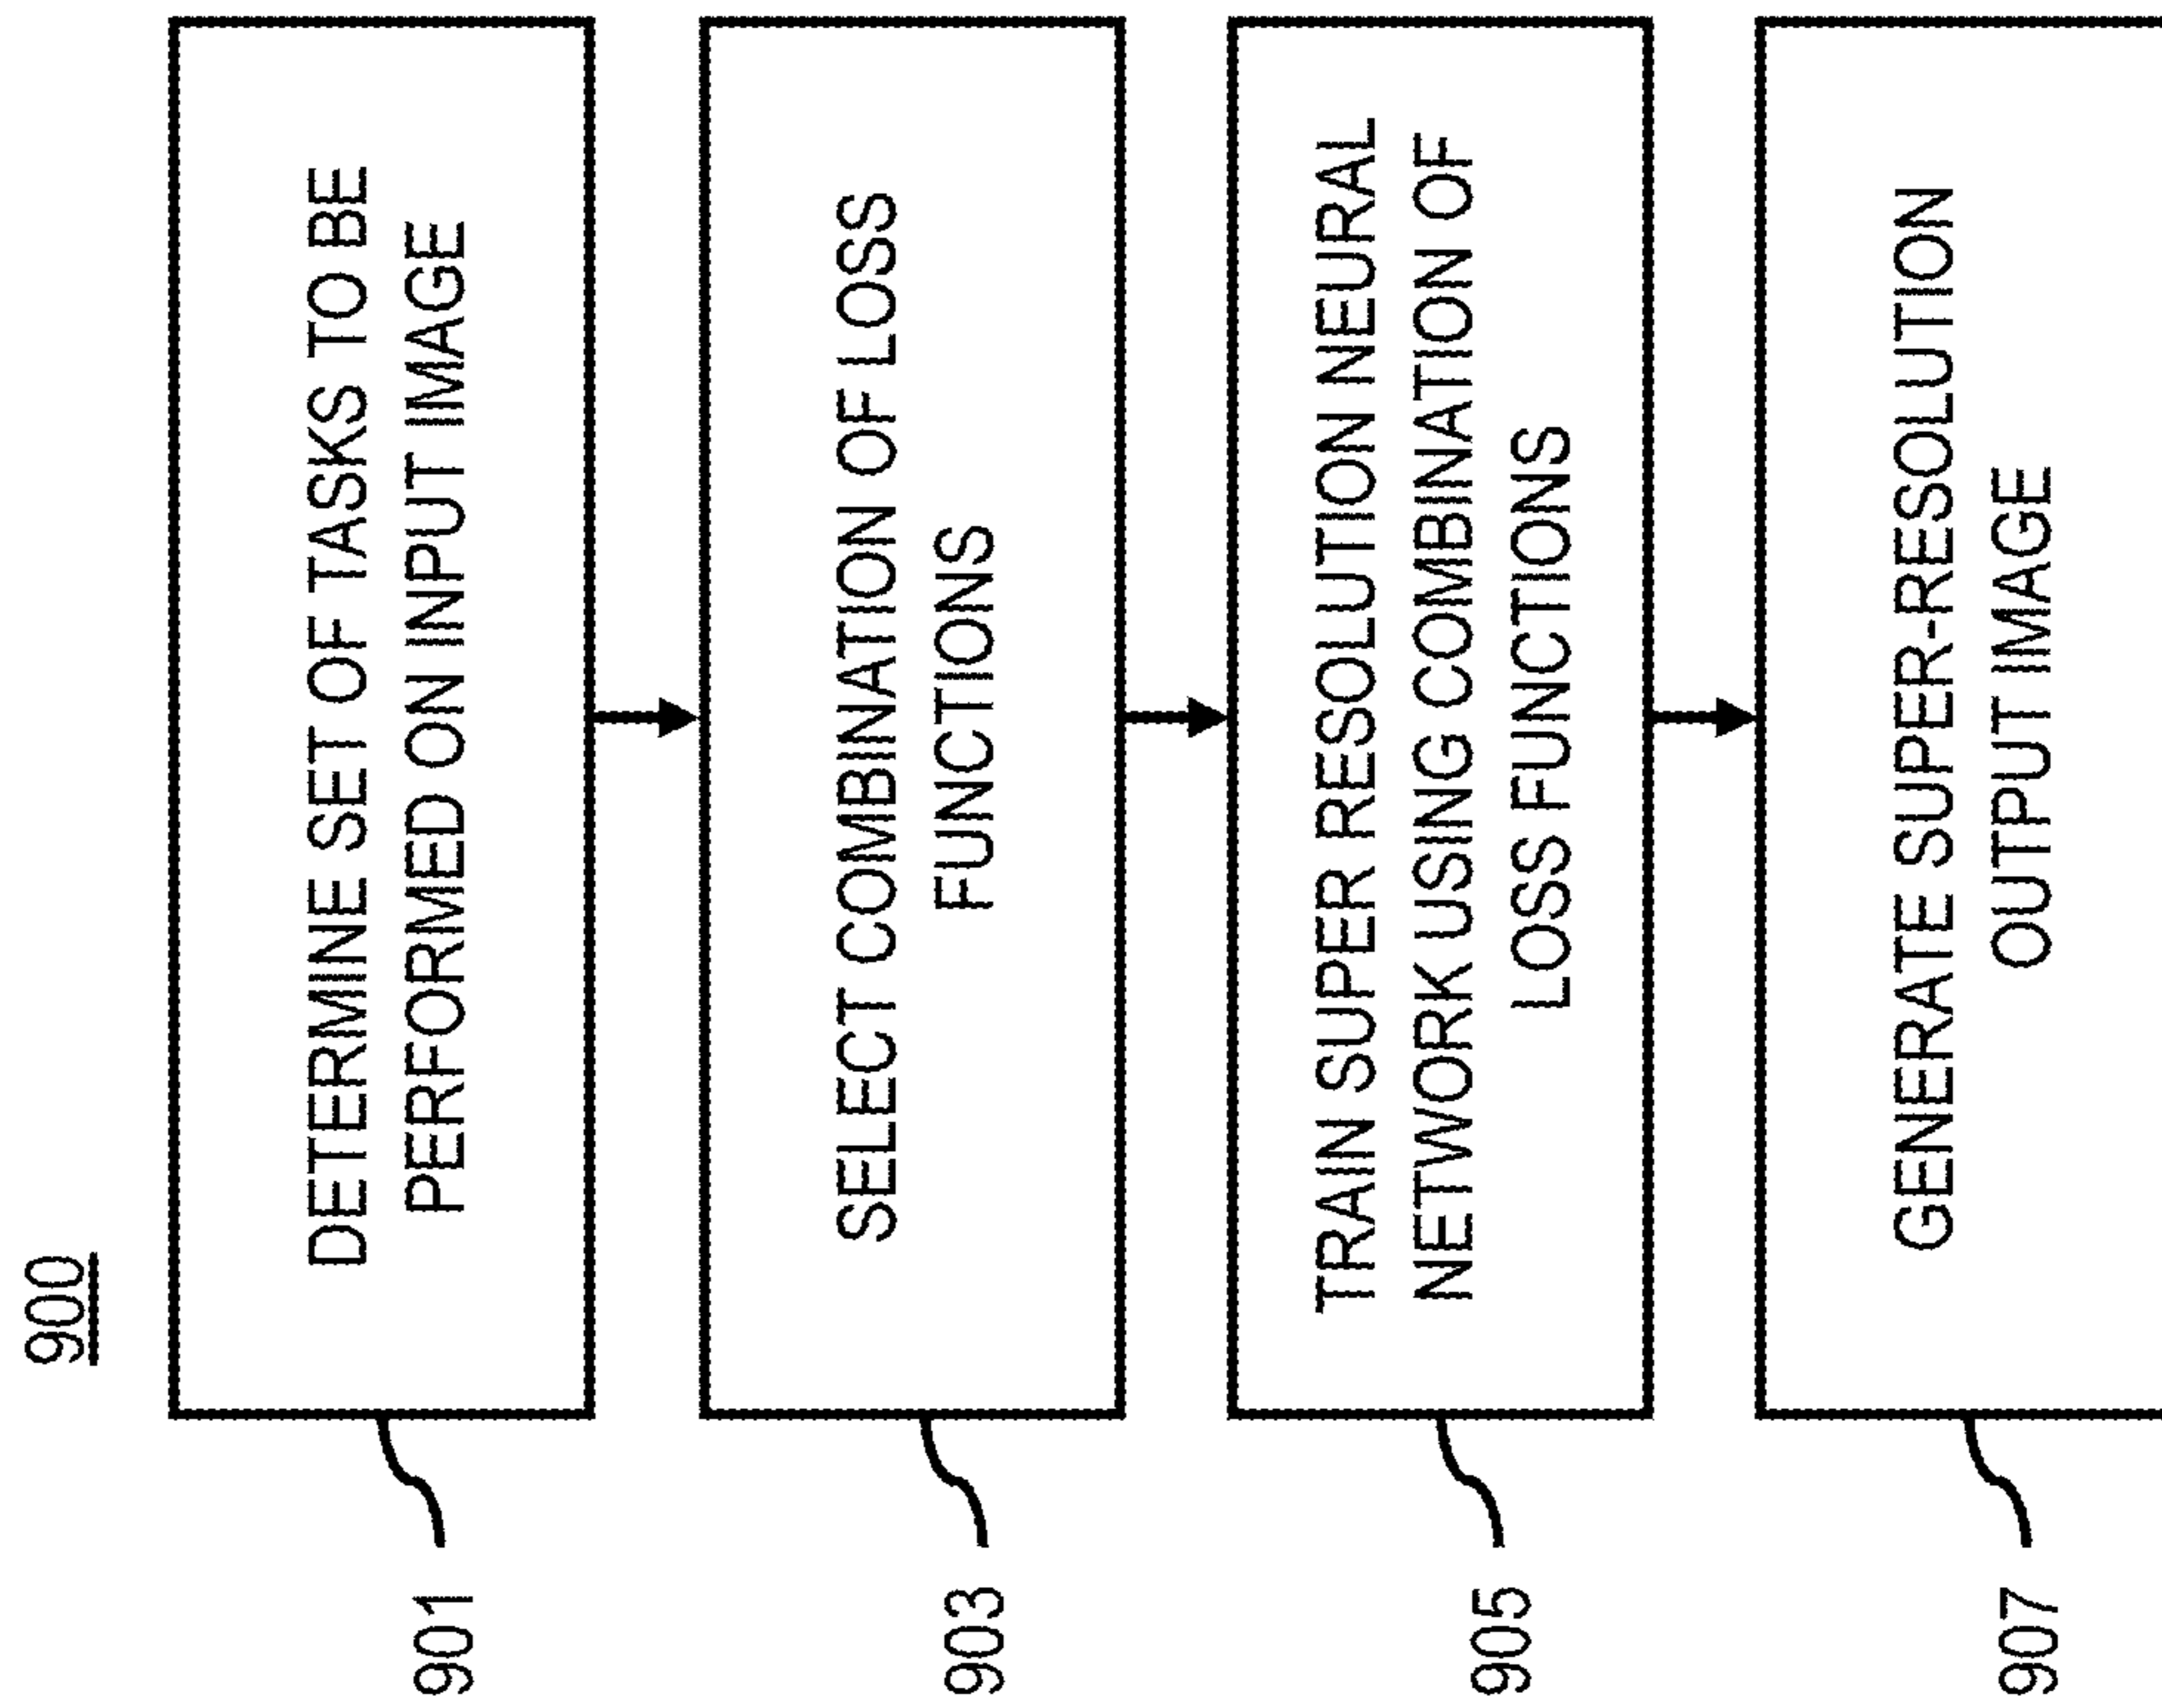 900
901
DETERMINE SET OF TASKS TO BE
PERFORMED ON INPUT IMAGE
903
SELECT COMBINATION OF LOSS
FUNCTIONS
905
TRAIN SUPER RESOLUTION NEURAL
NETWORK USING COMBINATION OF
LOSS FUNCTIONS
907
GENERATE SUPER-RESOLUTION
OUTPUT IMAGE